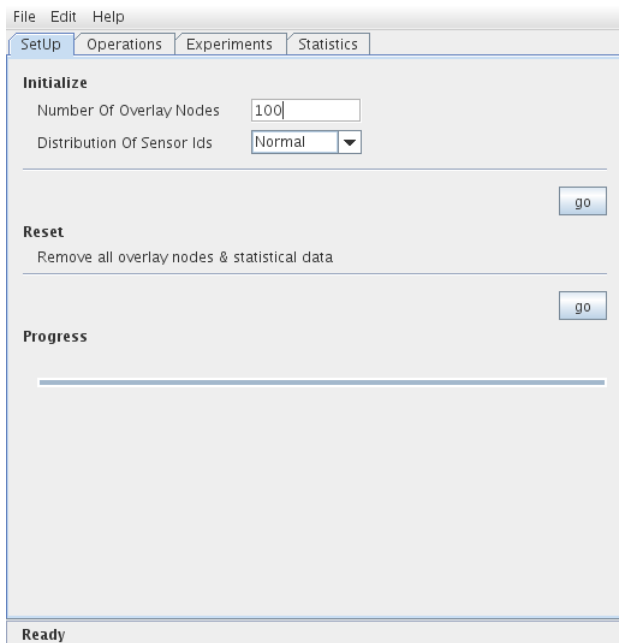 File Edit Help
SetUp Operations Experiments Statistics
Initialize
Number Of Overlay Nodes 100
Distribution Of Sensor Ids Normal
go
Reset
Remove all overlay nodes & statistical data
go
Progress
Ready